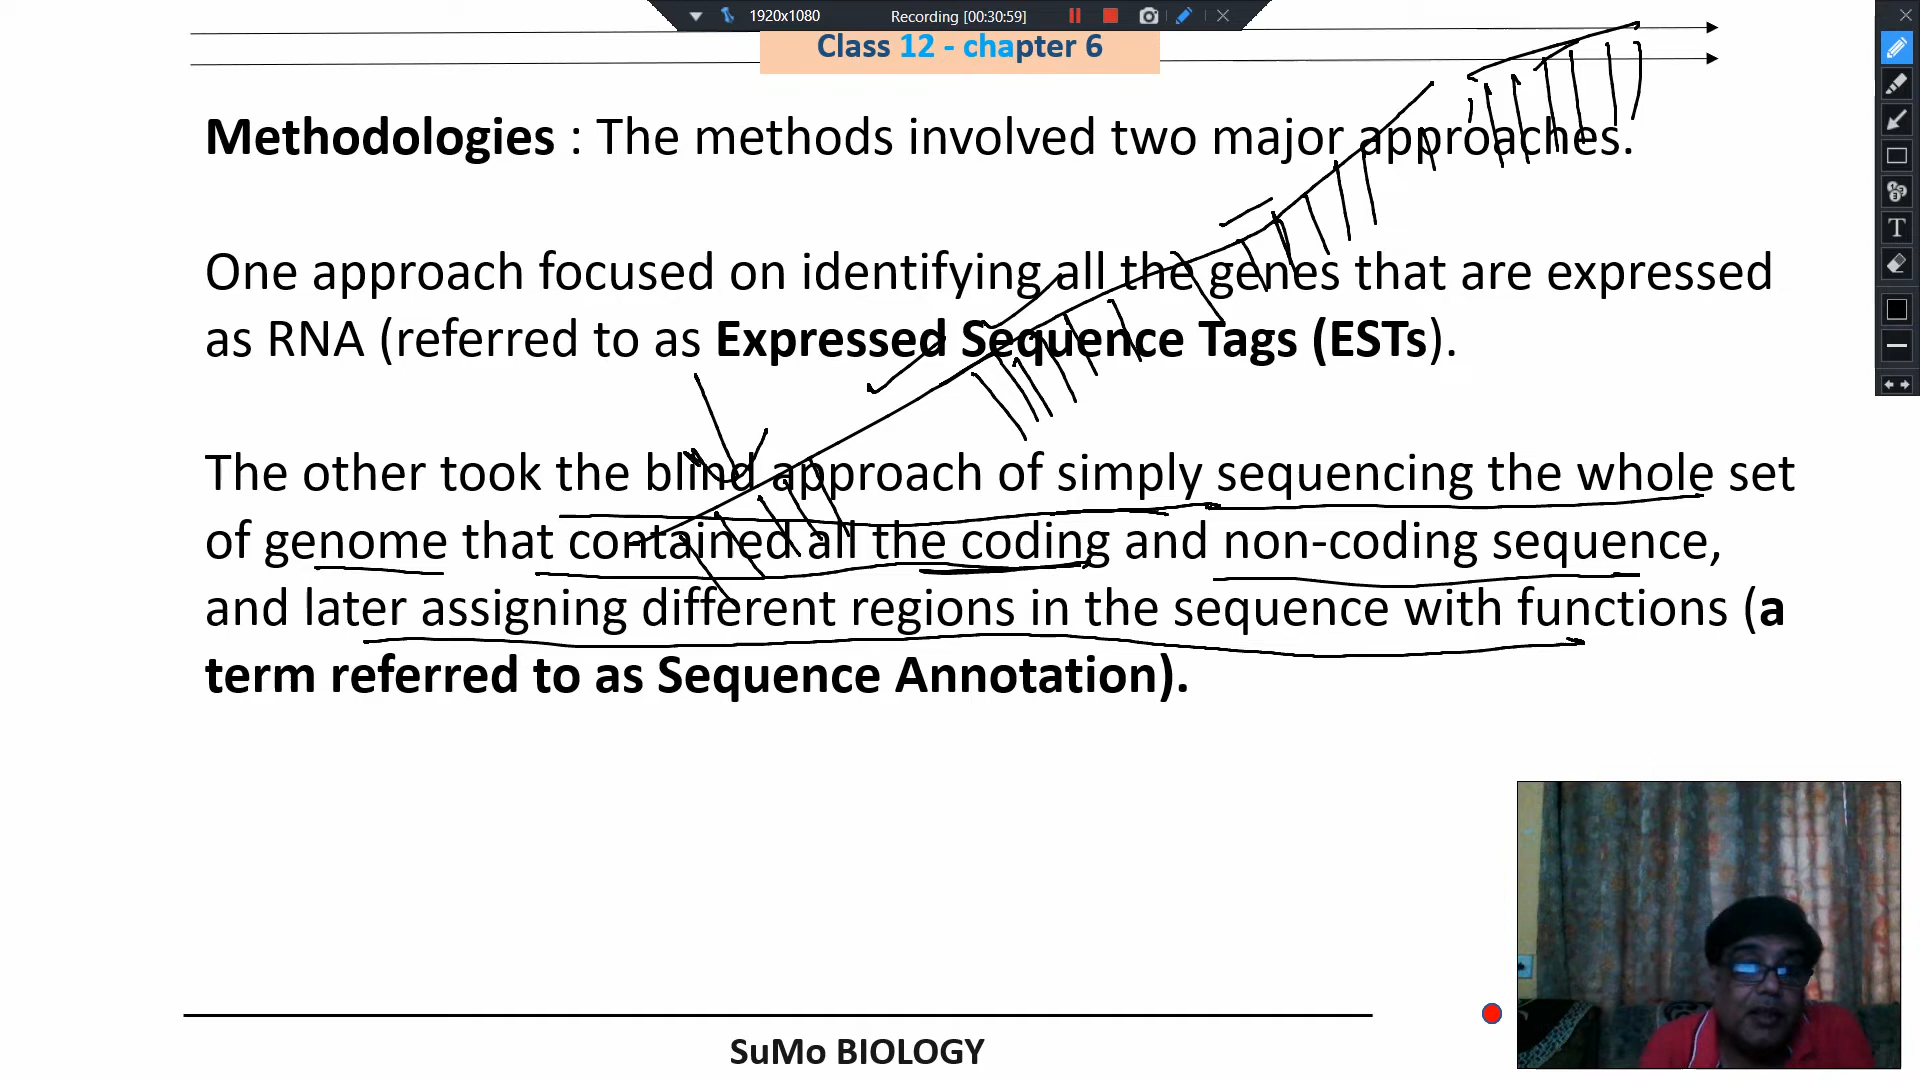 1920x1080 Recording [00:30:59]
Class 12 - chapter 6
Methodologies : The methods involved two major approaches.
One approach focused on identifying all the genes that are expressed
as RNA (referred to as Expressed Sequence Tags (ESTs).
The other took the blind approach of simply sequencing the whole set
of genome that contained all the coding and non-coding sequence,
and later assigning different regions in the sequence with functions (a
term referred to as Sequence Annotation).
SuMo BIOLOGY